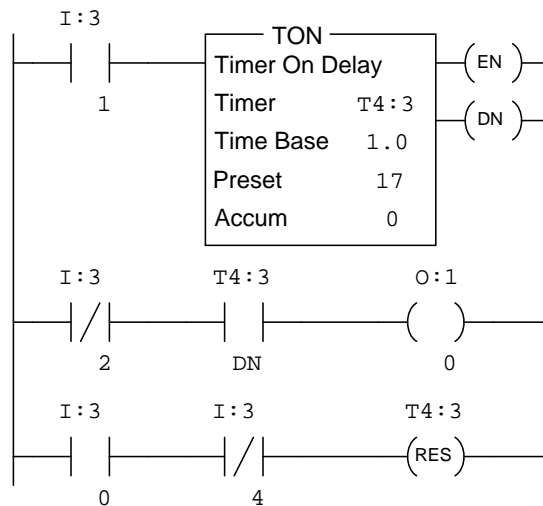 I:3
TON
Timer On Delay
EN
1
Timer T4:3
DN
Time Base 1.0
Preset 17
Accum 0
I:3 T4:3 O:1
2 DN 0
I:3 I:3 T4:3
RES
0 4